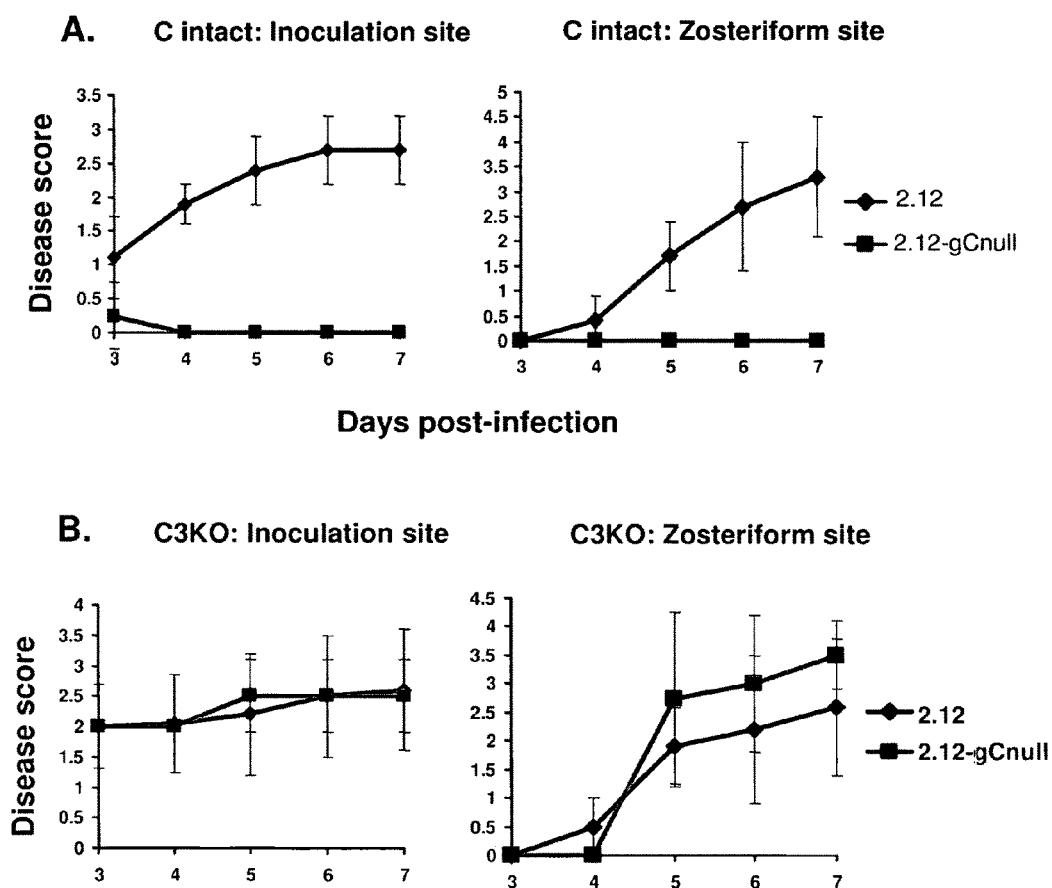 A.
C intact: Inoculation site
C intact: Zosteriform site
Disease score
3.5
3
2.5
2
1.5
1
0.5
0
3 4 5 6 7
5
4.5
4
3.5
3
2.5
2
1.5
1
0.5
0
3 4 5 6 7
2.12
2.12-gCnull
Days post-infection
B.
C3KO: Inoculation site
C3KO: Zosteriform site
Disease score
4
3.5
3
2.5
2
1.5
1
0.5
0
3 4 5 6 7
4.5
4
3.5
3
2.5
2
1.5
1
0.5
0
3 4 5 6 7
2.12
2.12-gCnull